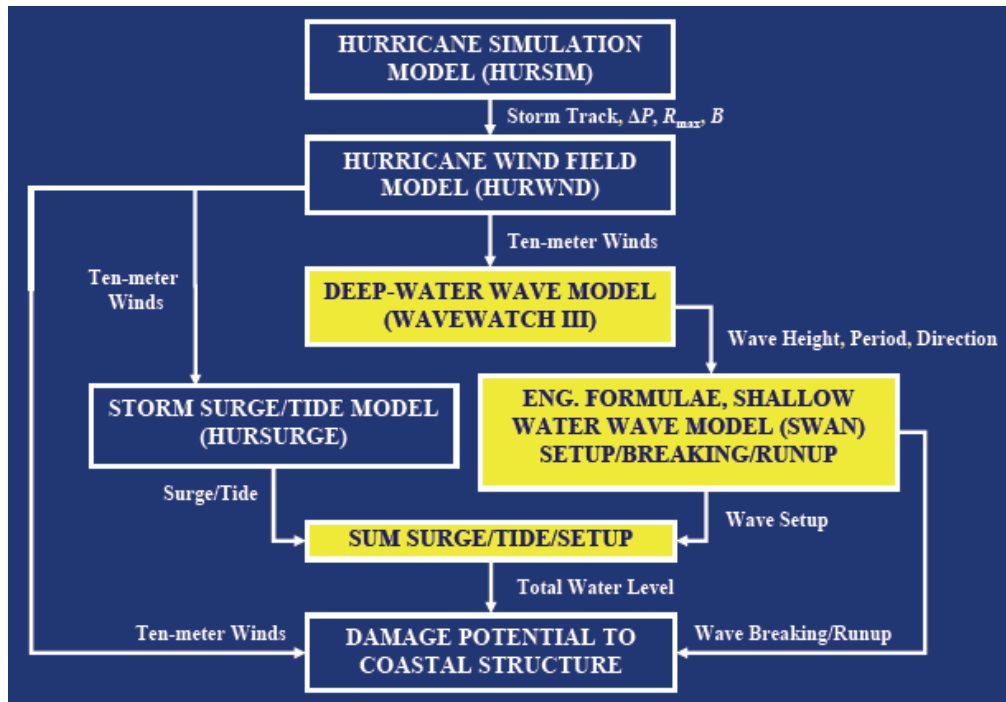 HURRICANE SIMULATION
MODEL (HURSIM)
Storm Track, ΔP, Rmax, B
HURRICANE WIND FIELD
MODEL (HURWND)
Ten-meter Winds
Ten-meter
Winds
DEEP-WATER WAVE MODEL
(WAVEWATCH III)
Wave Height, Period, Direction
STORM SURGE/TIDE MODEL
(HURSURGE)
ENG. FORMULAE, SHALLOW
WATER WAVE MODEL (SWAN)
SETUP/BREAKING/RUNUP
Surge/Tide
Wave Setup
SUM SURGE/TIDE/SETUP
Total Water Level
Ten-meter Winds
DAMAGE POTENTIAL TO
COASTAL STRUCTURE
Wave Breaking/Runup